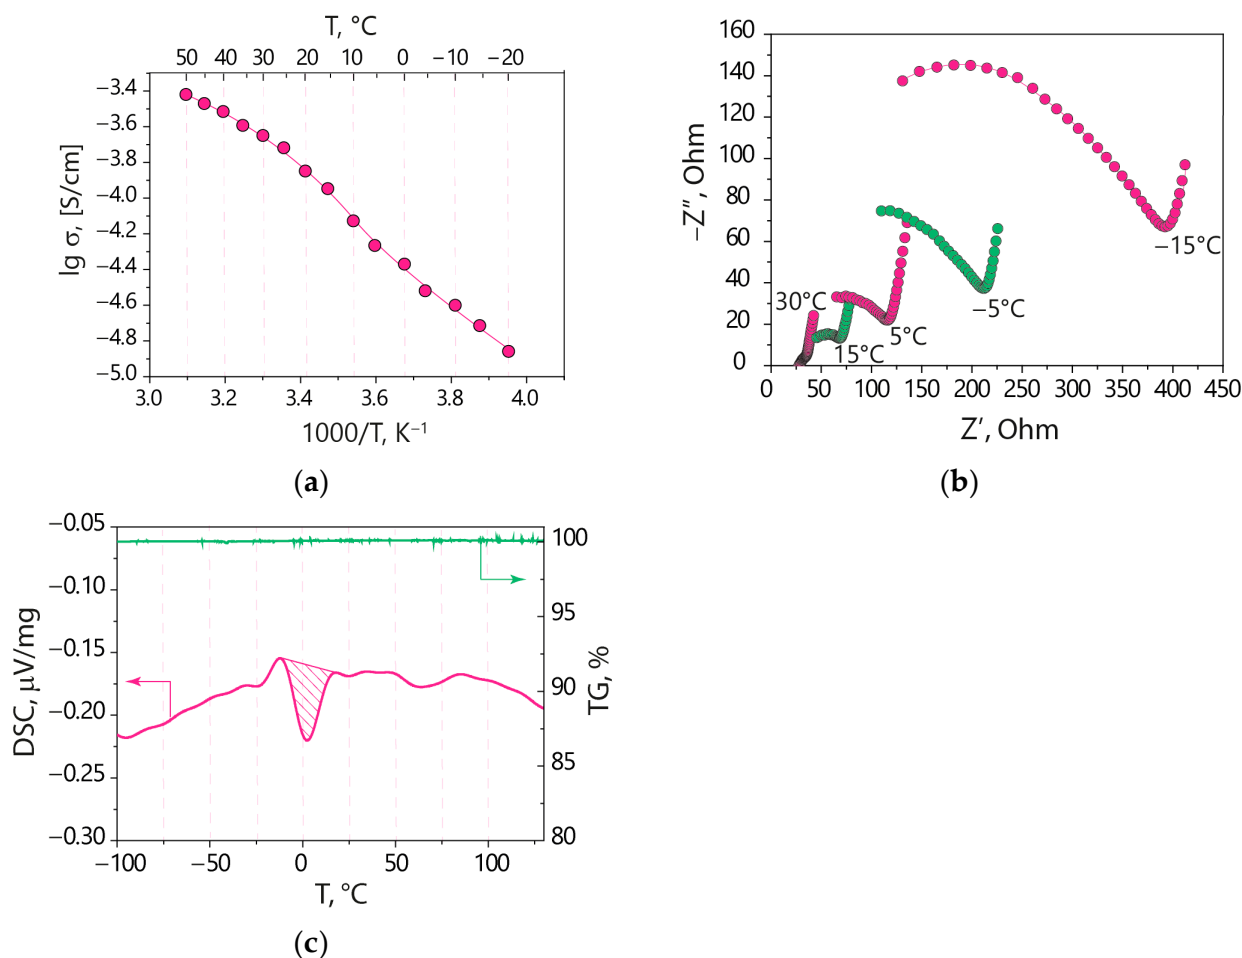 T, °C
50 40 30 20 10 0 −10 −20
lg σ, [S/cm]
−3.4
−3.6
−3.8
−4.0
−4.2
−4.4
−4.6
−4.8
−5.0
3.0 3.2 3.4 3.6 3.8 4.0
1000/T, K⁻¹
(a)
−Z″, Ohm
160
140
120
100
80
60
40
20
0
−15°C
−5°C
30°C
5°C
15°C
0 50 100 150 200 250 300 350 400 450
Z′, Ohm
(b)
DSC, μV/mg
−0.05
−0.10
−0.15
−0.20
−0.25
−0.30
100
95
90
85
80
TG, %
−100 −50 0 50 100
T, °C
(c)